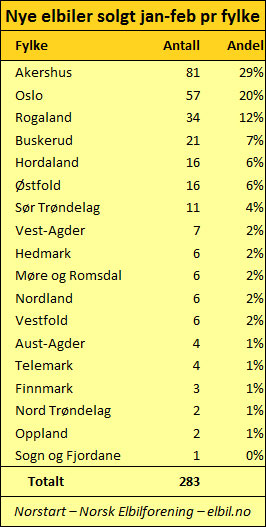 Nye elbiler solgt jan-feb pr fylke
Fylke Antall Andel
Akershus 81 29%
Oslo 57 20%
Rogaland 34 12%
Buskerud 21 7%
Hordaland 16 6%
Østfold 16 6%
Sør Trøndelag 11 4%
Vest-Agder 7 2%
Hedmark 6 2%
Møre og Romsdal 6 2%
Nordland 6 2%
Vestfold 6 2%
Aust-Agder 4 1%
Telemark 4 1%
Finnmark 3 1%
Nord Trøndelag 2 1%
Oppland 2 1%
Sogn og Fjordane 1 0%
Totalt 283
Norstart – Norsk Elbilforening – elbil.no